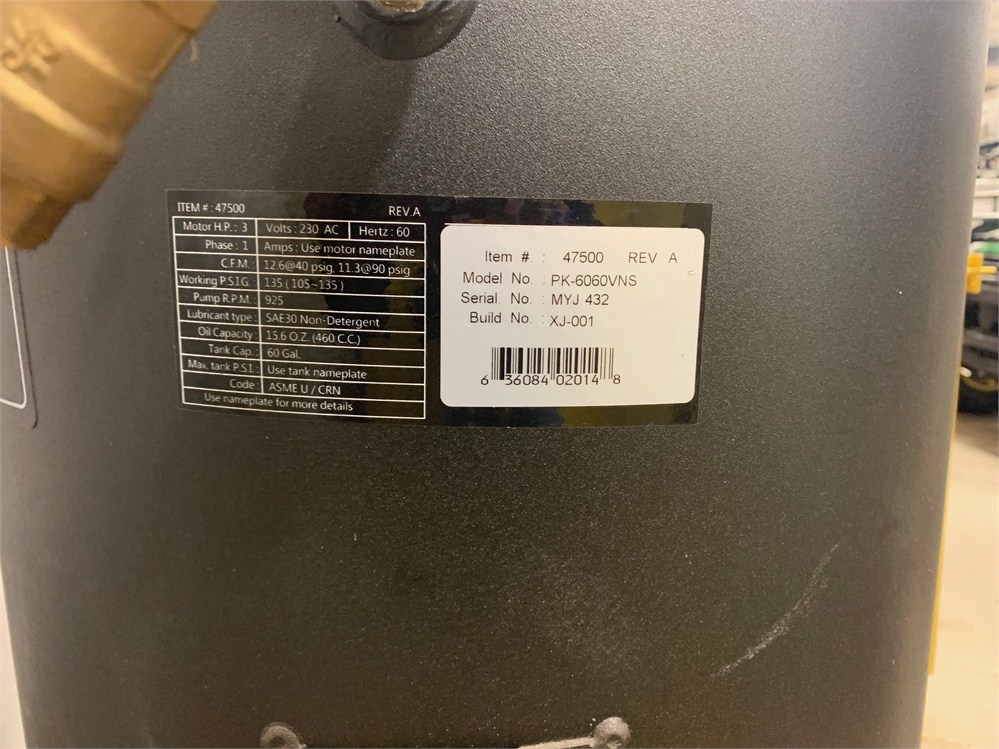 ITEM # : 47500 REV.A
Motor H.P. : 3 Volts : 230 AC Hertz : 60
Phase : 1 Amps : Use motor nameplate
C.F.M. 12.6@40 psig, 11.3@90 psig
Working P.S.I.G. 135 ( 105~135 )
Pump R.P.M. 925
Lubricant type : SAE30 Non-Detergent
Oil Capacity : 15.6 O.Z. (460 C.C.)
Tank Cap. : 60 Gal.
Max. tank P.S.I. : Use tank nameplate
Code : ASME U / CRN
Use nameplate for more details
Item #. : 47500 REV A
Model No. : PK-6060VNS
Serial. No. : MYJ 432
Build No. : XJ-001
6 36084 02014 8